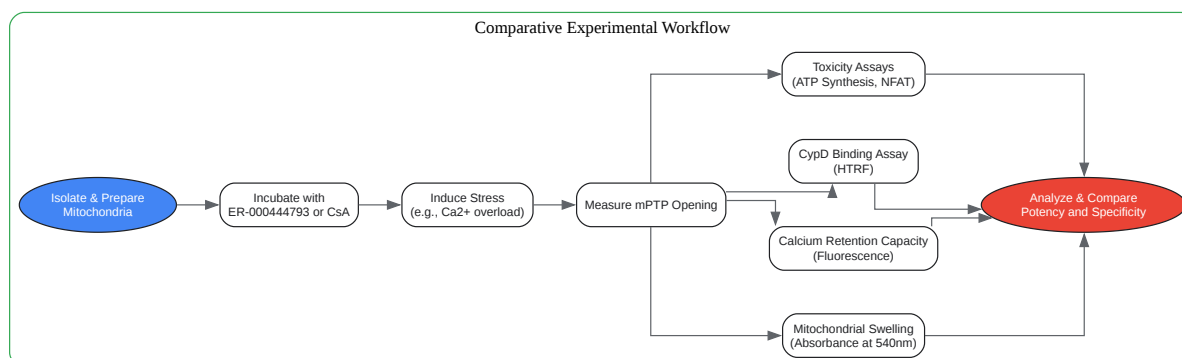 Comparative Experimental Workflow
Toxicity Assays
(ATP Synthesis, NFAT)
CypD Binding Assay
(HTRF)
Isolate & Prepare
Mitochondria
Incubate with
ER-000444793 or CsA
Induce Stress
(e.g., Ca2+ overload)
Measure mPTP Opening
Analyze & Compare
Potency and Specificity
Calcium Retention Capacity
(Fluorescence)
Mitochondrial Swelling
(Absorbance at 540nm)